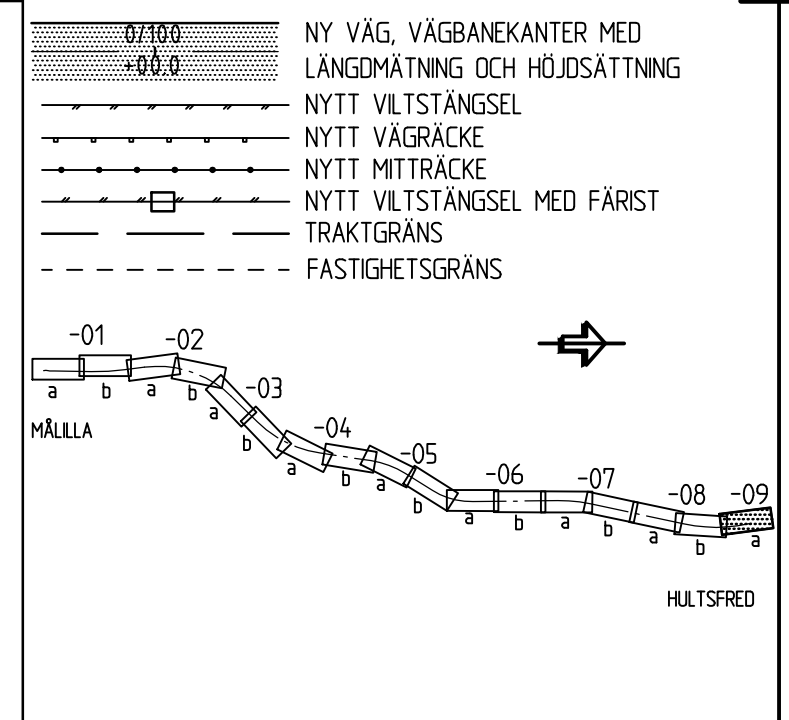 0/100
+00.0
NY VÄG, VÄGBANEKANTER MED
LÄNGDMÄTNING OCH HÖJDSÄTTNING
NYTT VILTSTÄNGSEL
NYTT VÄGRÄCKE
NYTT MITTRÄCKE
NYTT VILTSTÄNGSEL MED FÄRIST
TRAKTGRÄNS
FASTIGHETSGRÄNS
-01
a
b
-02
a
b
-03
a
b
-04
a
b
-05
a
b
-06
a
b
-07
a
b
-08
a
b
-09
a
MÅLILLA
HULTSFRED